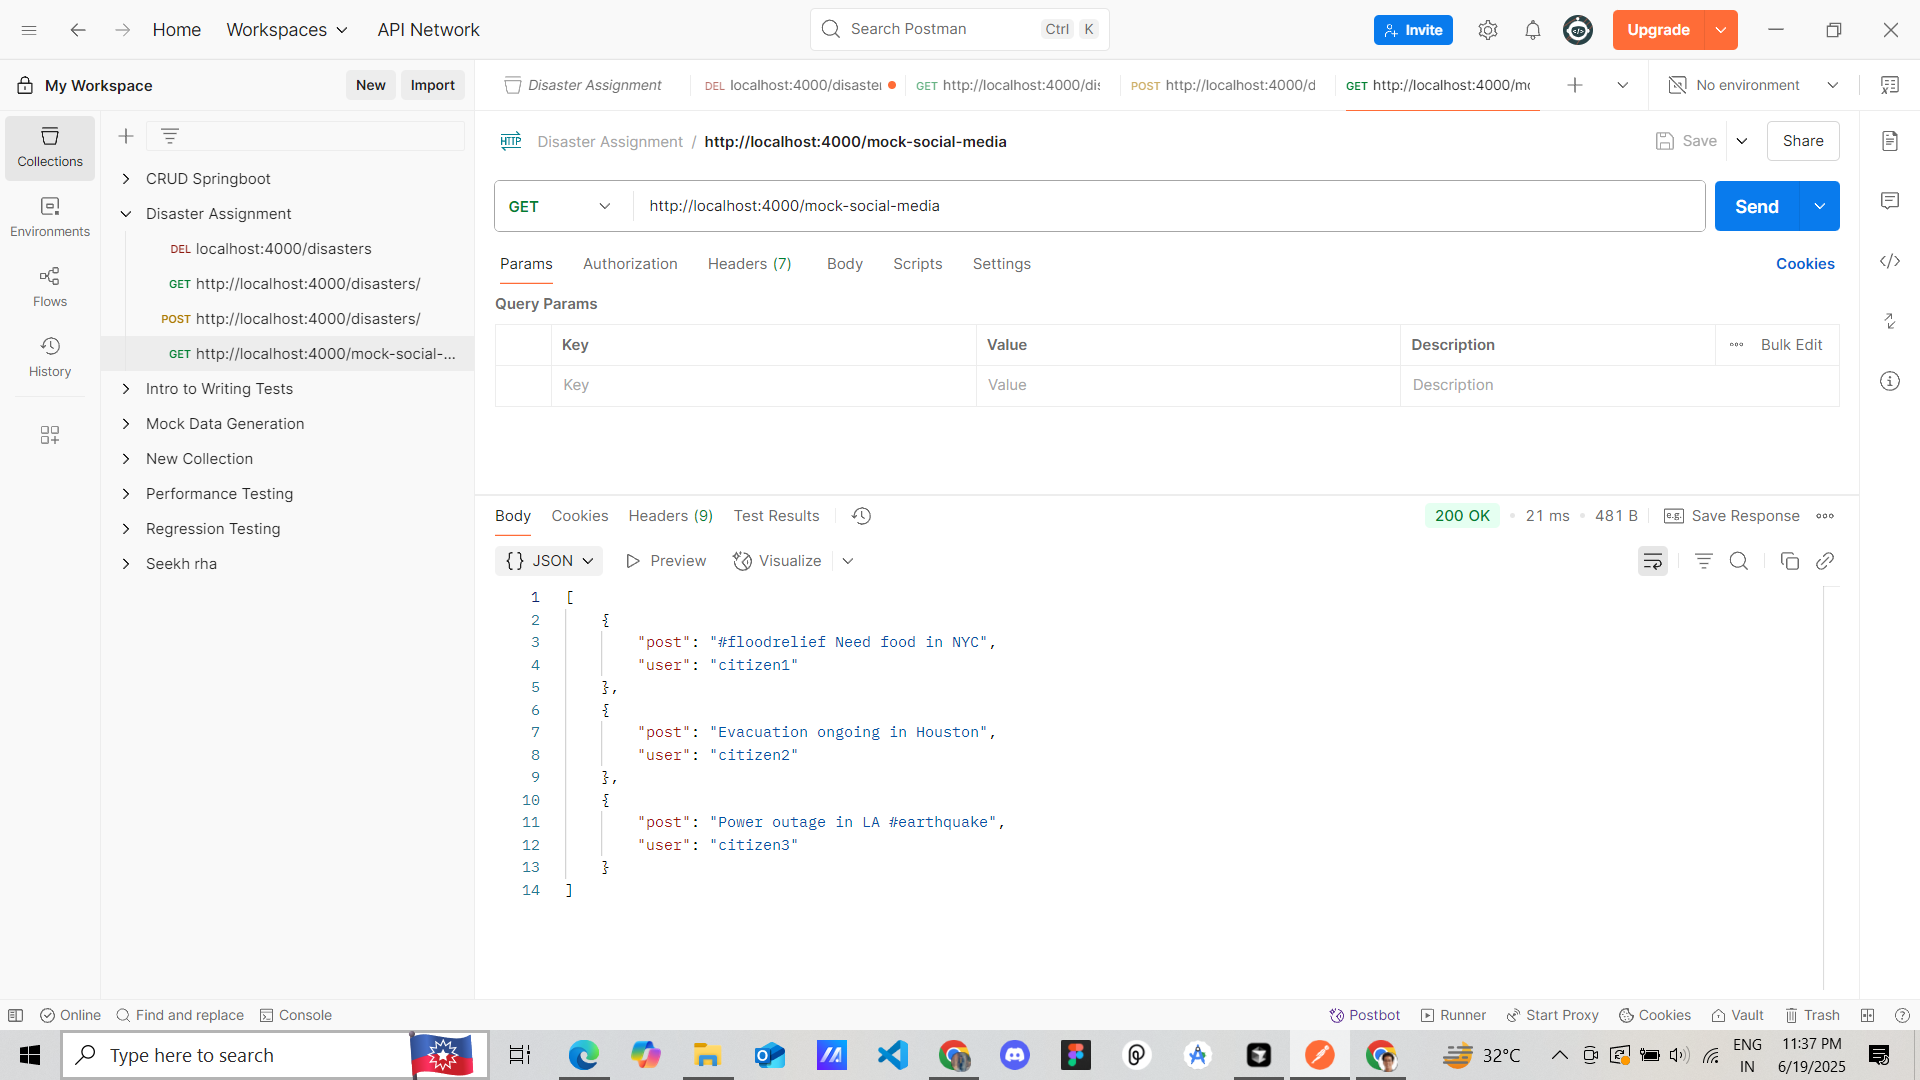 Home
Workspaces
API Network
Search Postman
Ctrl K
Invite
Upgrade
My Workspace
New
Import
Disaster Assignment
DEL localhost:4000/disaster
GET http://localhost:4000/dis
POST http://localhost:4000/d
GET http://localhost:4000/mo
No environment
Collections
Environments
Flows
History
CRUD Springboot
Disaster Assignment
DEL localhost:4000/disasters
GET http://localhost:4000/disasters/
POST http://localhost:4000/disasters/
GET http://localhost:4000/mock-social-...
Intro to Writing Tests
Mock Data Generation
New Collection
Performance Testing
Regression Testing
Seekh rha
HTTP Disaster Assignment / http://localhost:4000/mock-social-media
Save
Share
GET http://localhost:4000/mock-social-media
Send
Params Authorization Headers (7) Body Scripts Settings
Cookies
Query Params
Key Value Description
Bulk Edit
Key Value Description
Body Cookies Headers (9) Test Results
200 OK • 21 ms • 481 B
e.g. Save Response
{} JSON Preview Visualize
1 [
2 {
3 "post": "#floodrelief Need food in NYC",
4 "user": "citizen1"
5 },
6 {
7 "post": "Evacuation ongoing in Houston",
8 "user": "citizen2"
9 },
10 {
11 "post": "Power outage in LA #earthquake",
12 "user": "citizen3"
13 }
14 ]
Online Find and replace Console
Postbot Runner Start Proxy Cookies Vault Trash
Type here to search
32°C
ENG
IN
11:37 PM
6/19/2025